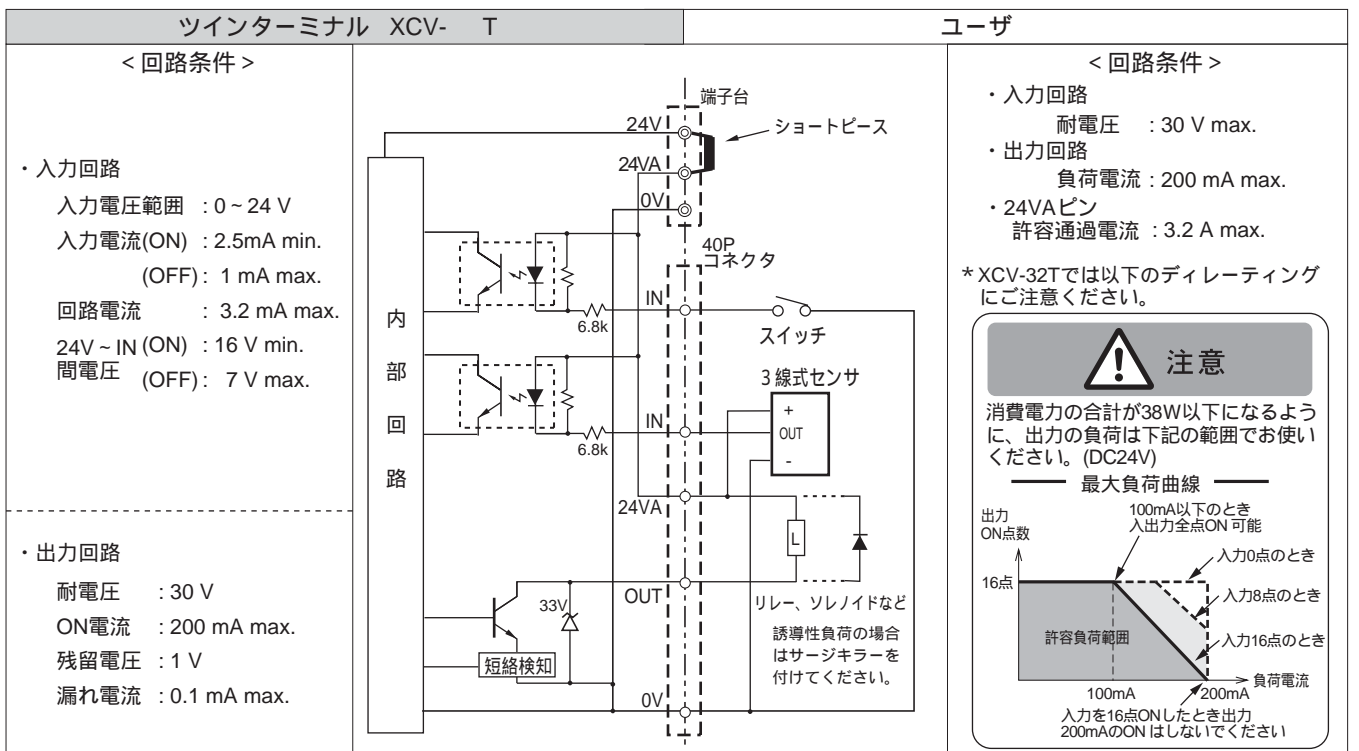 ツインターミナル XCV- T
ユーザ
< 回路条件 >
・入力回路
入力電圧範囲 : 0 ~ 24 V
入力電流(ON) : 2.5mA min.
(OFF) : 1 mA max.
回路電流 : 3.2 mA max.
24V ~ IN (ON) : 16 V min.
間電圧 (OFF) : 7 V max.
・出力回路
耐電圧 : 30 V
ON電流 : 200 mA max.
残留電圧 : 1 V
漏れ電流 : 0.1 mA max.
内部回路
端子台
24V
ショートピース
24VA
0V
40P
コネクタ
IN
6.8k
スイッチ
3 線式センサ
+
IN
OUT
6.8k
-
24VA
L
OUT
33V
リレー、ソレノイドなど
誘導性負荷の場合
はサージキラーを
付けてください。
短絡検知
0V
< 回路条件 >
・入力回路
耐電圧 : 30 V max.
・出力回路
負荷電流 : 200 mA max.
・24VAピン
許容通過電流 : 3.2 A max.
*XCV-32Tでは以下のディレーティング
にご注意ください。
注意
消費電力の合計が38W以下になるよう
に、出力の負荷は下記の範囲でお使い
ください。(DC24V)
最大負荷曲線
出力
ON点数
100mA以下のとき
入出力全点ON 可能
入力0点のとき
16点
入力8点のとき
許容負荷範囲
入力16点のとき
負荷電流
100mA
200mA
入力を16点ONしたとき出力
200mAのON はしないでください